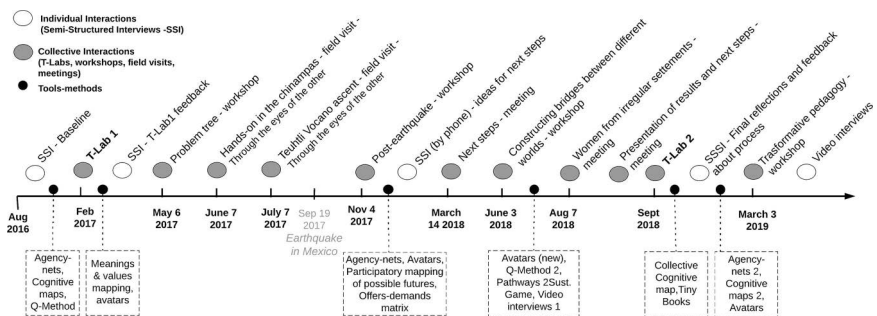 Individual Interactions
(Semi-Structured Interviews -SSI)
Collective Interactions
(T-Labs, workshops, field visits,
meetings)
Tools-methods
SSI - Baseline
T-Lab 1
SSI - T-Lab1 feedback
Problem tree - workshop
Hands-on in the chinampas - field visit -
Through the eyes of the other
Teuhtli Vocano ascent - field visit -
Through the eyes of the other
Post-earthquake - workshop
SSI (by phone) - ideas for next steps
Next steps - meeting
Constructing bridges between different
worlds - workshop
Women from irregular settlements -
meeting
Presentation of results and next steps -
meeting
T-Lab 2
SSSI - Final reflections and feedback
about process
Trasformative pedagogy -
workshop
Video interviews
Aug
2016
Feb
2017
May 6
2017
June 7
2017
July 7
2017
Sep 19
2017
Earthquake
in Mexico
Nov 4
2017
March
14 2018
June 3
2018
Aug 7
2018
Sept
2018
March 3
2019
Agency-
nets,
Cognitive
maps,
Q-Method
Meanings
& values
mapping,
avatars
Agency-nets, Avatars,
Participatory mapping
of possible futures,
Offers-demands
matrix
Avatars (new),
Q-Method 2,
Pathways 2Sust.
Game, Video
interviews 1
Collective
Cognitive
map,Tiny
Books
Agency-
nets 2,
Cognitive
maps 2,
Avatars